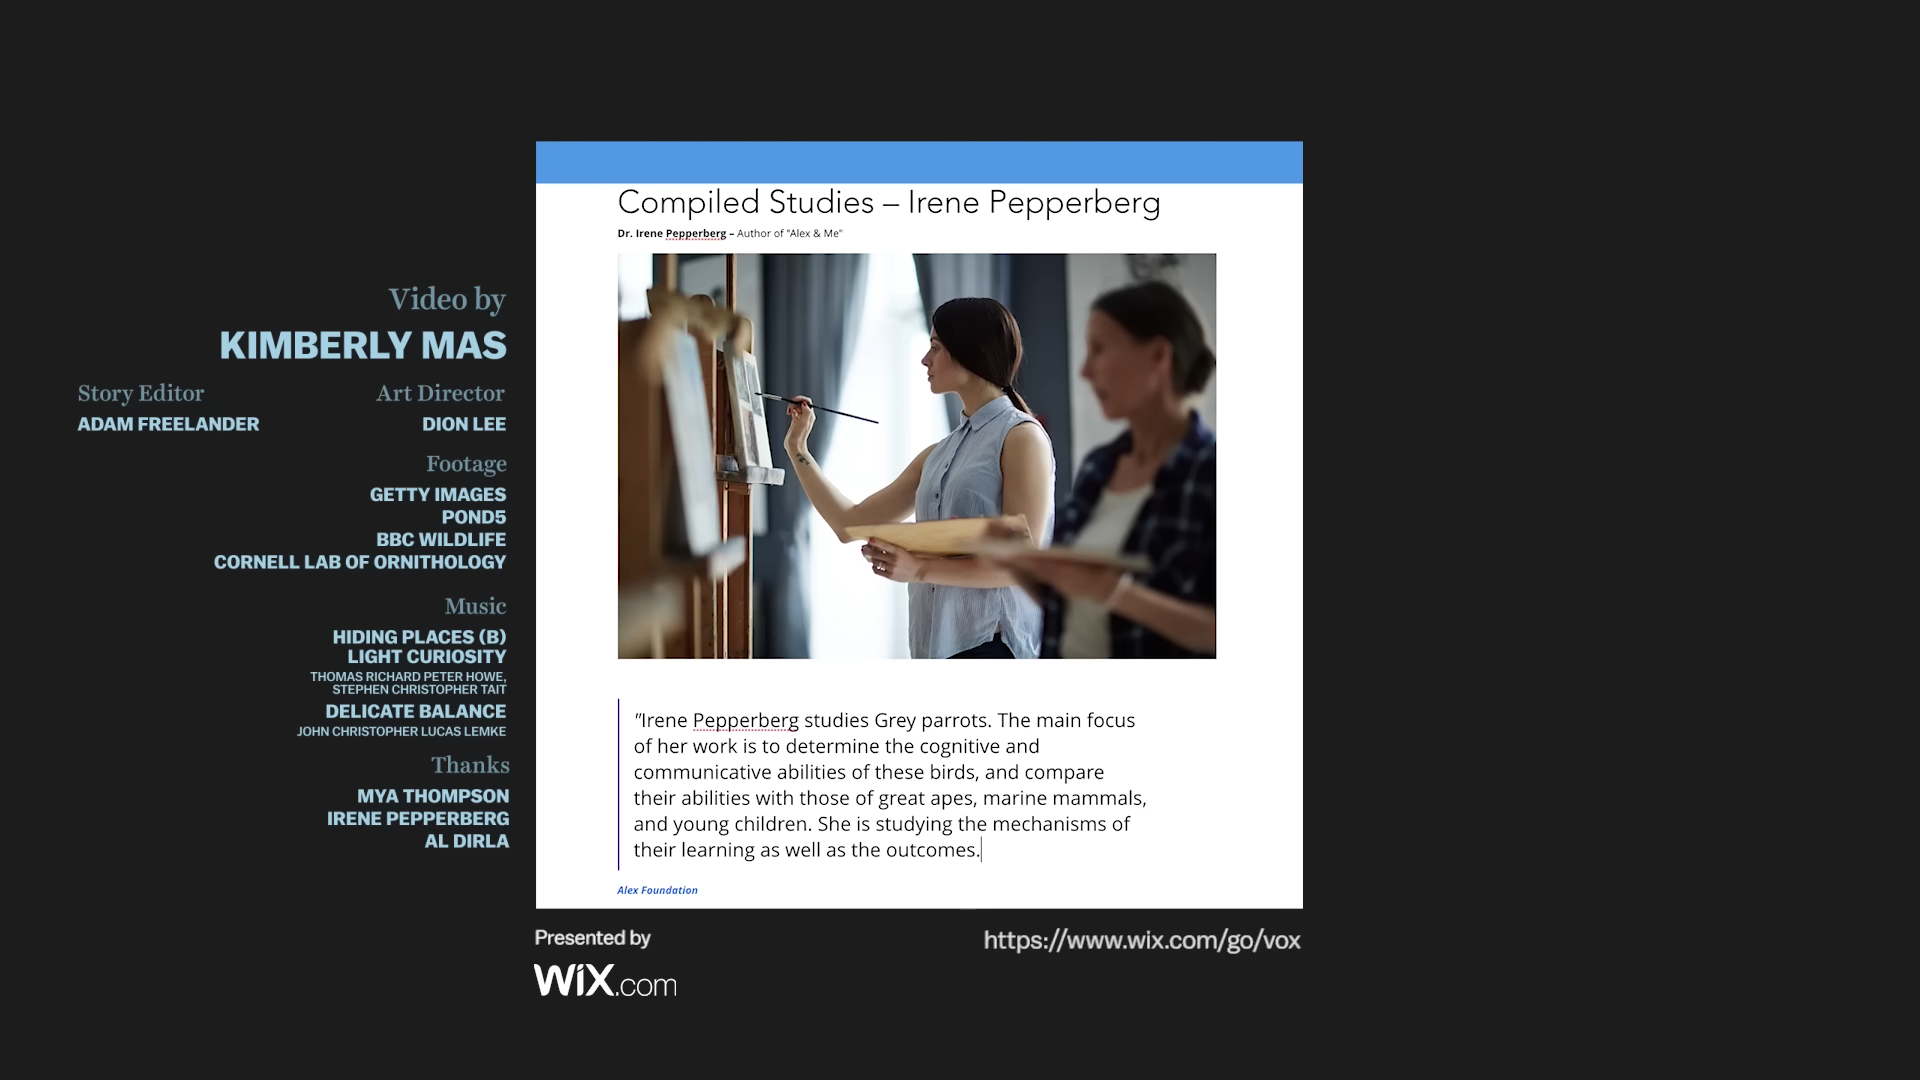 Video by
KIMBERLY MAS
Story Editor
ADAM FREELANDER
Art Director
DION LEE
Footage
GETTY IMAGES
POND5
BBC WILDLIFE
CORNELL LAB OF ORNITHOLOGY
Music
HIDING PLACES (B)
LIGHT CURIOSITY
THOMAS RICHARD PETER HOWE,
STEPHEN CHRISTOPHER TAIT
DELICATE BALANCE
JOHN CHRISTOPHER LUCAS LEMKE
Thanks
MYA THOMPSON
IRENE PEPPERBERG
AL DIRLA
Compiled Studies – Irene Pepperberg
Dr. Irene Pepperberg – Author of "Alex & Me"
"Irene Pepperberg studies Grey parrots. The main focus
of her work is to determine the cognitive and
communicative abilities of these birds, and compare
their abilities with those of great apes, marine mammals,
and young children. She is studying the mechanisms of
their learning as well as the outcomes.
Alex Foundation
Presented by
WiX.com
https://www.wix.com/go/vox